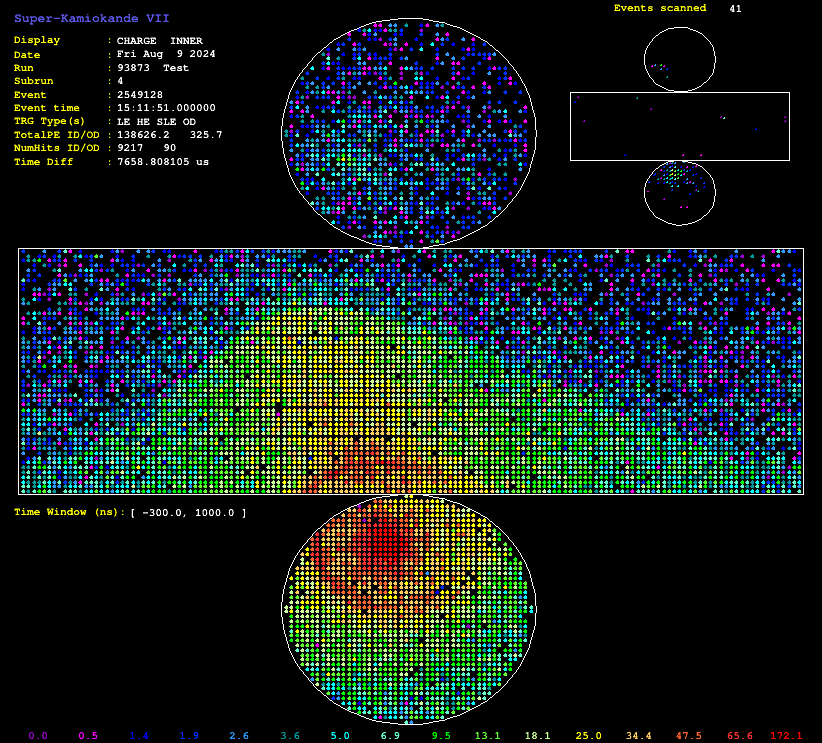 Super-Kamiokande VII
Events scanned 41
Display : CHARGE INNER
Date : Fri Aug 9 2024
Run : 93873 Test
Subrun : 4
Event : 2549128
Event time : 15:11:51.000000
TRG Type(s) : LE HE SLE OD
TotalPE ID/OD : 138626.2 325.7
NumHits ID/OD : 9217 90
Time Diff : 7658.808105 us
Time Window (ns): [ -300.0, 1000.0 ]
0.0 0.5 1.4 1.9 2.6 3.6 5.0 6.9 9.5 13.1 18.1 25.0 34.4 47.5 65.6 172.1